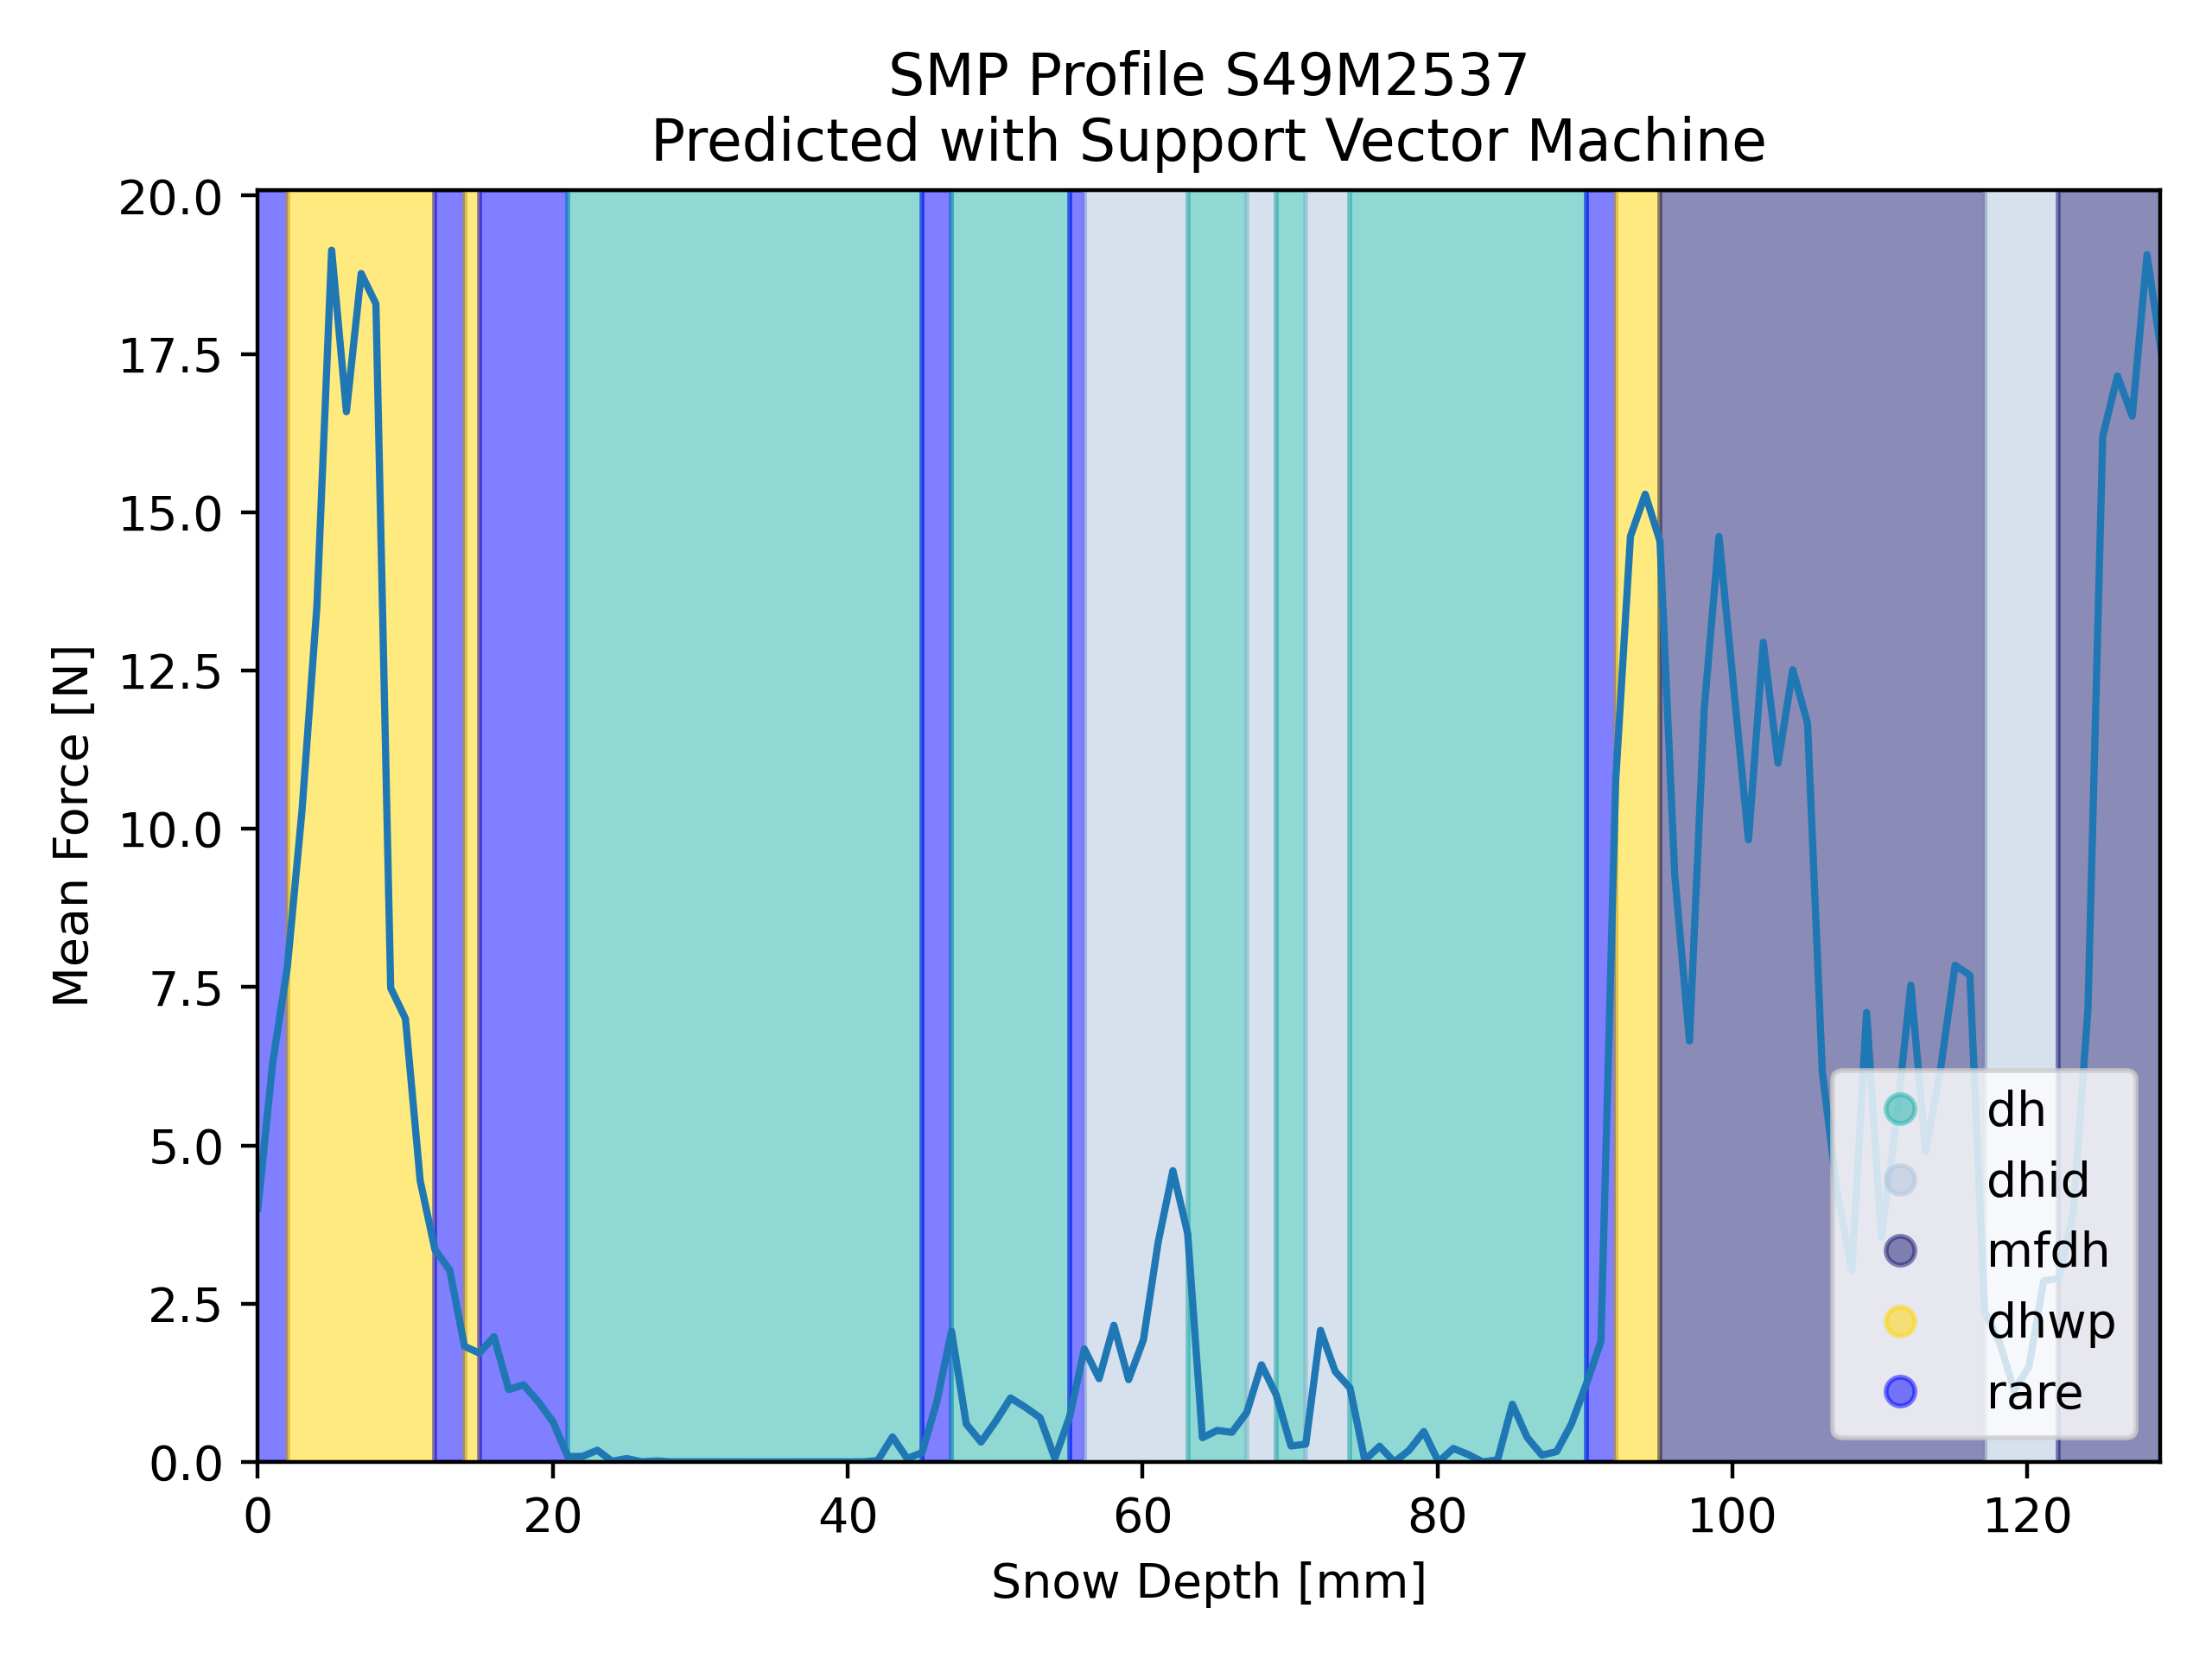 SMP Profile S49M2537
Predicted with Support Vector Machine
Mean Force [N]
20.0
17.5
15.0
12.5
10.0
7.5
5.0
2.5
0.0
dh
dhid
mfdh
dhwp
rare
0 20 40 60 80 100 120
Snow Depth [mm]